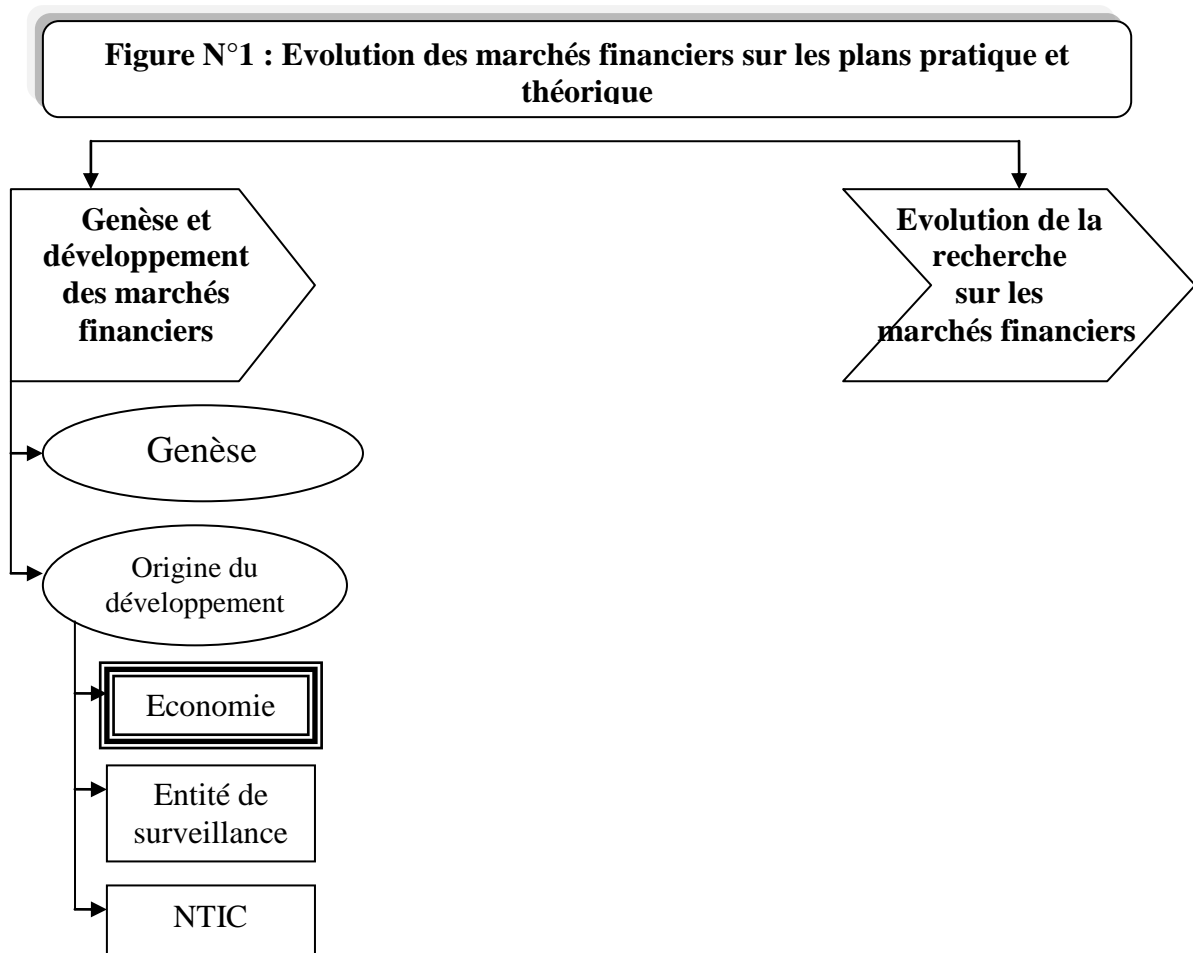 Figure N°1 : Evolution des marchés financiers sur les plans pratique et
théorique
Genèse et
développement
des marchés
financiers
Evolution de la
recherche
sur les
marchés financiers
Genèse
Origine du
développement
Economie
Entité de
surveillance
NTIC